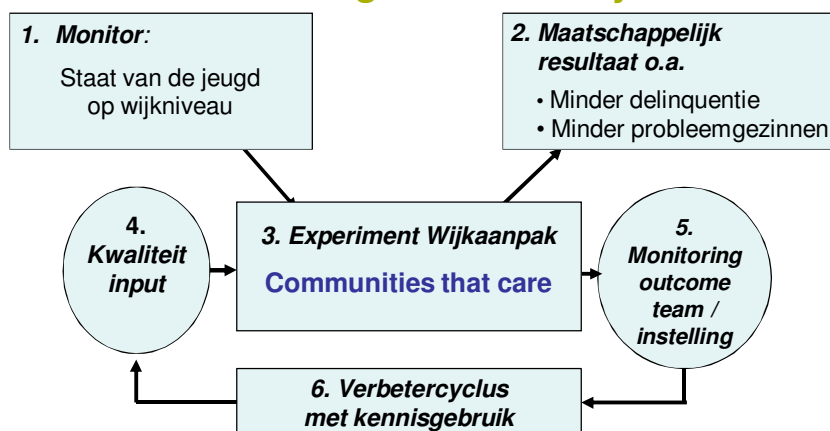 1. Monitor:
Staat van de jeugd
op wijkniveau
2. Maatschappelijk
resultaat o.a.
• Minder delinquentie
• Minder probleemgezinnen
4.
Kwaliteit
input
3. Experiment Wijkaanpak
Communities that care
5.
Monitoring
outcome
team /
instelling
6. Verbetercyclus
met kennisgebruik